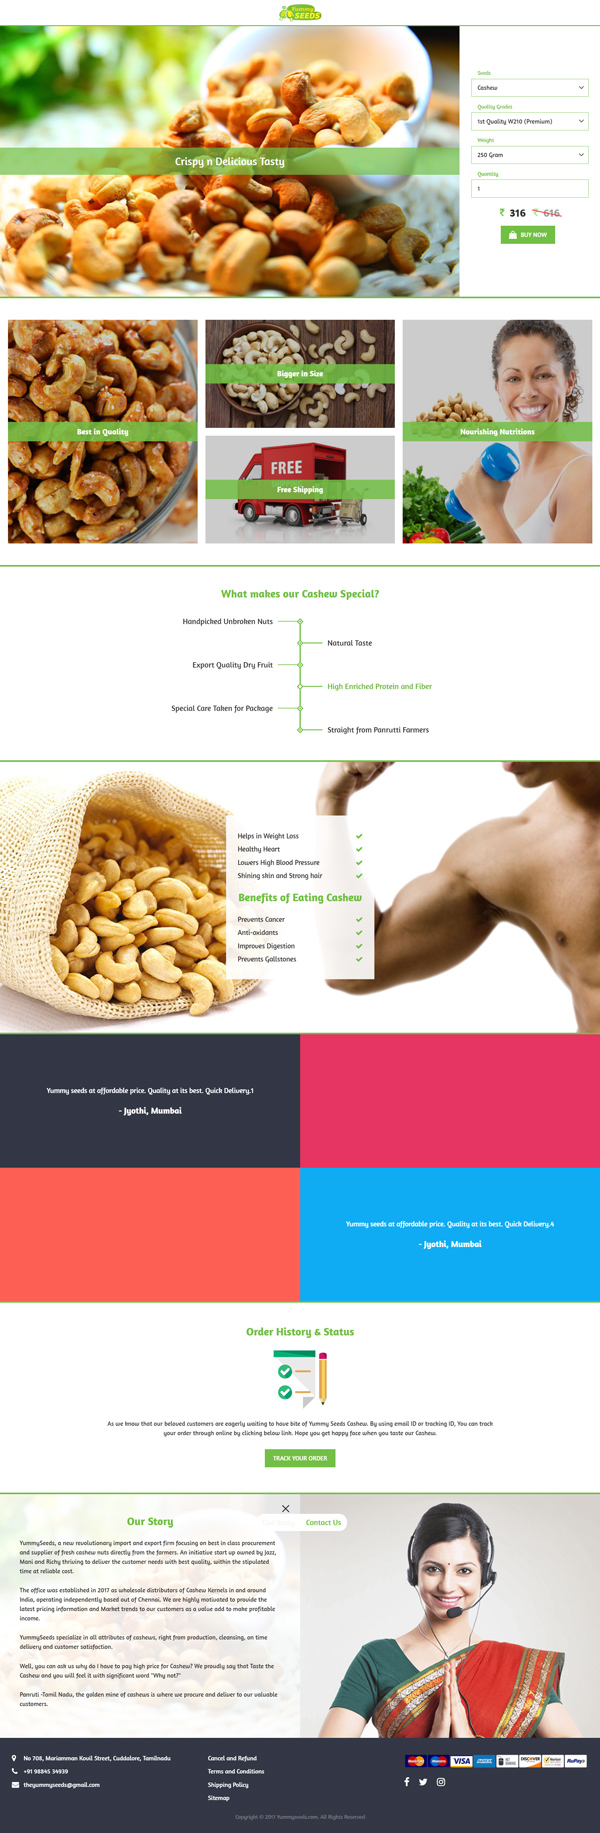 Yummy
SEEDS
Seeds
Cashew
Quality Grades
1st Quality W210 (Premium)
Weight
250 Gram
Quantity
1
₹ 316 ₹ 616
BUY NOW
Crispy n Delicious Tasty
Best in Quality
Bigger in Size
FREE
Free Shipping
Nourishing Nutritions
What makes our Cashew Special?
Handpicked Unbroken Nuts
Natural Taste
Export Quality Dry Fruit
High Enriched Protein and Fiber
Special Care Taken for Package
Straight from Panrutti Farmers
Helps in Weight Loss
Healthy Heart
Lowers High Blood Pressure
Shining skin and Strong hair
Benefits of Eating Cashew
Prevents Cancer
Anti-oxidants
Improves Digestion
Prevents Gallstones
Yummy seeds at affordable price. Quality at its best. Quick Delivery.1
- Jyothi, Mumbai
Yummy seeds at affordable price. Quality at its best. Quick Delivery.4
- Jyothi, Mumbai
Order History & Status
As we know that our beloved customers are eagerly waiting to have bite of Yummy Seeds Cashew. By using email ID or tracking ID, You can track
your order through online by clicking below link. Hope you get happy face when you taste our Cashew.
TRACK YOUR ORDER
Our Story
Contact Us
YummySeeds, a new revolutionary import and export firm focusing on best in class procurement
and supplier of fresh cashew nuts directly from the farmers. An initiative start up owned by Jazz,
Mani and Richy thriving to deliver the customer needs with best quality, within the stipulated
time at reliable cost.
The office was established in 2017 as wholesale distributors of Cashew Kernels in and around
India, operating independently based out of Chennai. We are highly motivated to provide the
latest pricing information and Market trends to our customers as a value add to make profitable
income.
YummySeeds specialize in all attributes of cashews, right from production, cleansing, on time
delivery and customer satisfaction.
Well, you can ask us why do I have to pay high price for Cashew? We proudly say that Taste the
Cashew and you will feel it with significant word "Why not?"
Panruti -Tamil Nadu, the golden mine of cashews is where we procure and deliver to our valuable
customers.
No 708, Mariamman Kovil Street, Cuddalore, Tamilnadu
+91 98845 34939
theyummyseeds@gmail.com
Cancel and Refund
Terms and Conditions
Shipping Policy
Sitemap
MasterCard Maestro VISA DISCOVER Norton RuPay
Copyright © 2017 Yummyseeds.com. All Rights Reserved